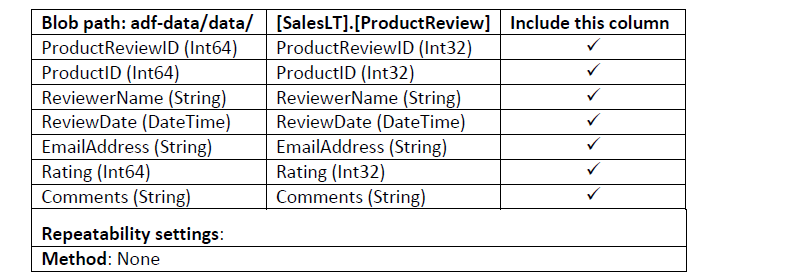 Blob path: adf-data/data/ [SalesLT].[ProductReview] Include this column
ProductReviewID (Int64) ProductReviewID (Int32) ✓
ProductID (Int64) ProductID (Int32) ✓
ReviewerName (String) ReviewerName (String) ✓
ReviewDate (DateTime) ReviewDate (DateTime) ✓
EmailAddress (String) EmailAddress (String) ✓
Rating (Int64) Rating (Int32) ✓
Comments (String) Comments (String) ✓
Repeatability settings:
Method: None